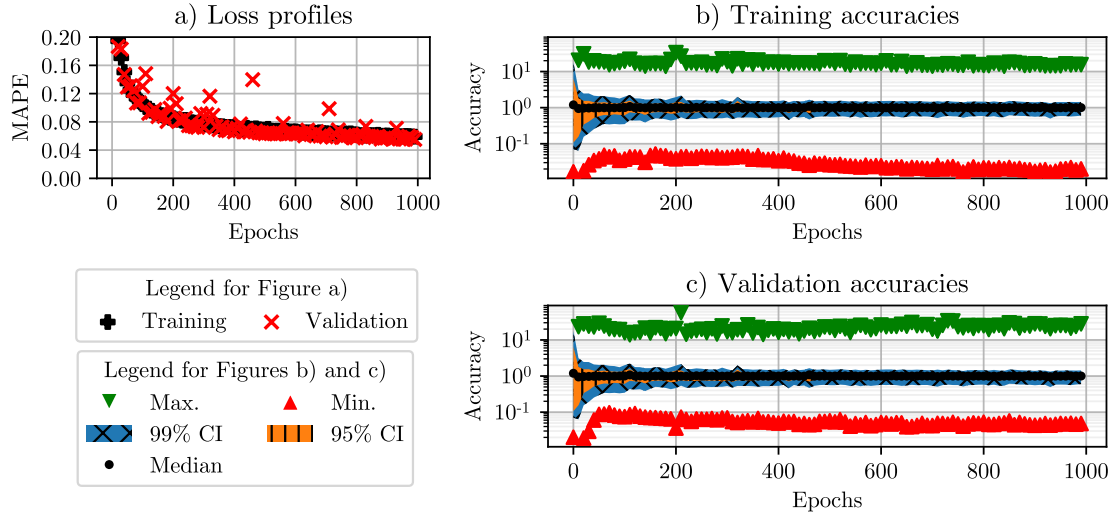 a) Loss profiles
0.20
0.16
0.12
0.08
0.04
0.00
MAPE
0 200 400 600 800 1000
Epochs
b) Training accuracies
10^1
10^0
10^-1
Accuracy
0 200 400 600 800 1000
Epochs
Legend for Figure a)
Training Validation
Legend for Figures b) and c)
Max. Min.
99% CI 95% CI
Median
c) Validation accuracies
10^1
10^0
10^-1
Accuracy
0 200 400 600 800 1000
Epochs